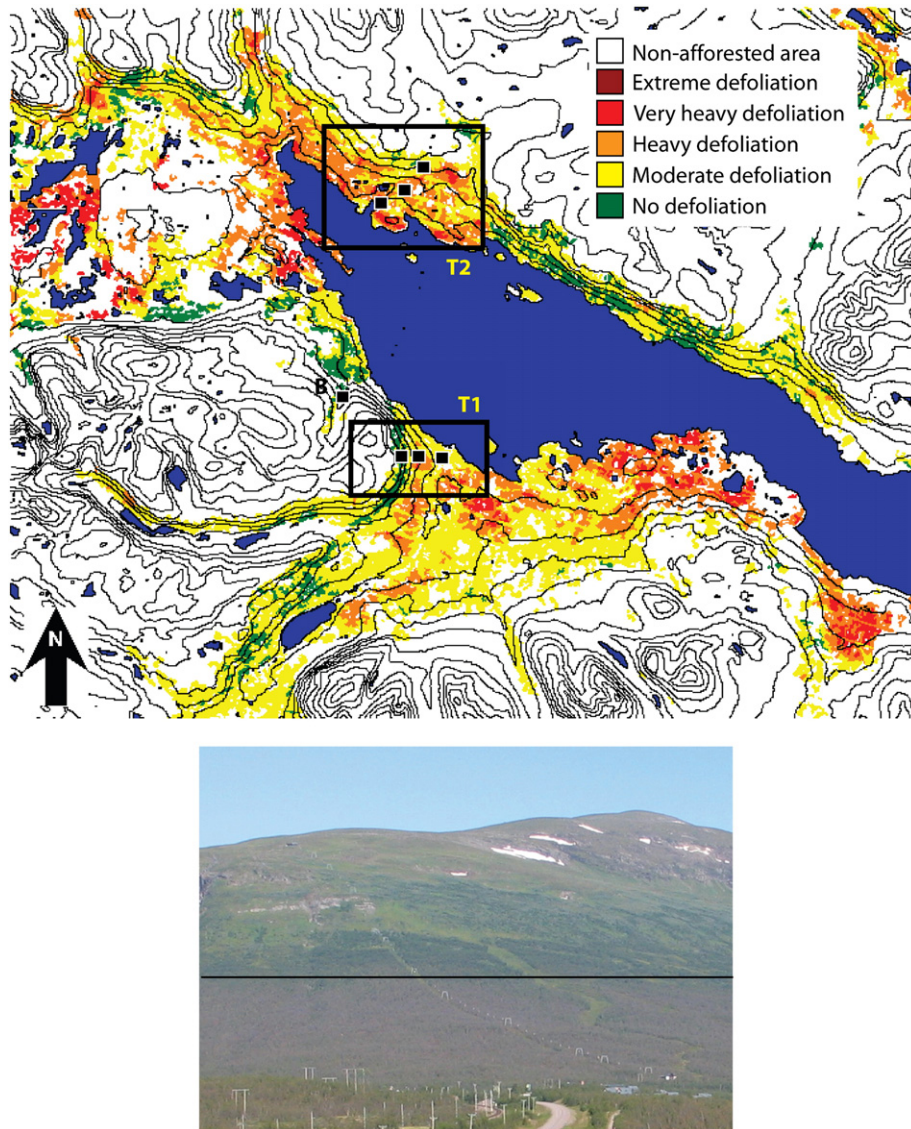 Non-afforested area
Extreme defoliation
Very heavy defoliation
Heavy defoliation
Moderate defoliation
No defoliation
T2
B
T1
N